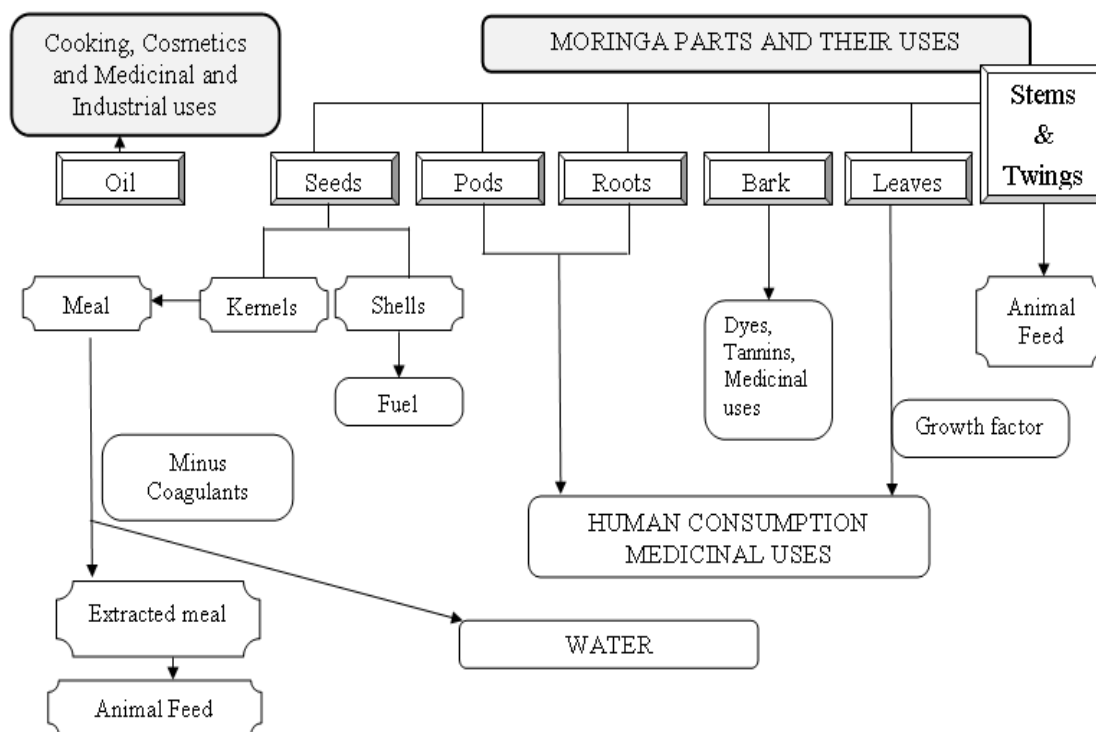 Cooking, Cosmetics
and Medicinal and
Industrial uses
MORINGA PARTS AND THEIR USES
Stems
&
Twings
Oil
Seeds
Pods
Roots
Bark
Leaves
Meal
Kernels
Shells
Animal
Feed
Dyes,
Tannins,
Medicinal
uses
Fuel
Growth factor
Minus
Coagulants
HUMAN CONSUMPTION
MEDICINAL USES
Extracted meal
WATER
Animal Feed